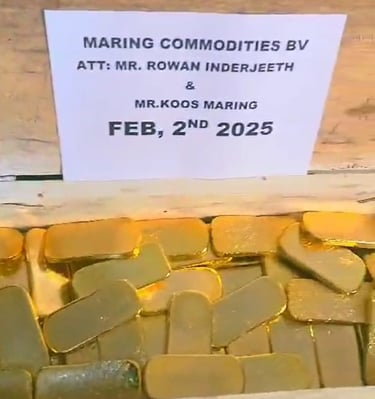 MARING COMMODITIES BV
ATT: MR. ROWAN INDERJEETH
&
MR.KOOS MARING
FEB, 2ND 2025